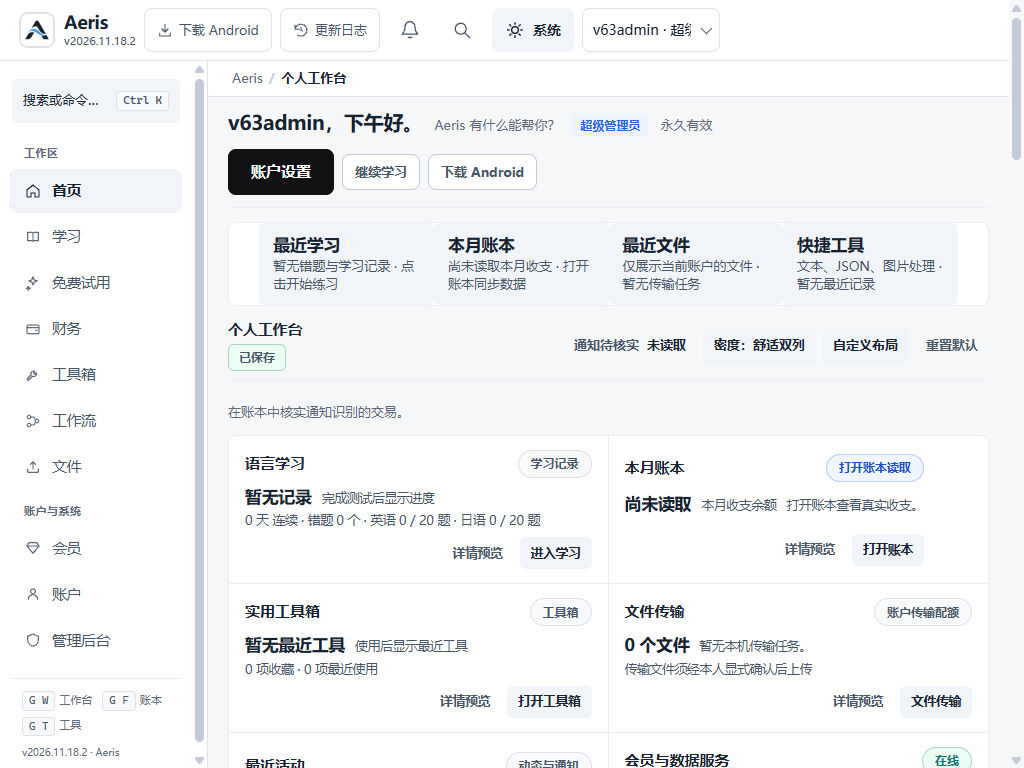 Aeris
v2026.11.18.2
下载 Android
更新日志
系统
v63admin · 超级
搜索或命令...
Ctrl K
工作区
首页
学习
免费试用
财务
工具箱
工作流
文件
账户与系统
会员
账户
管理后台
G W 工作台 G F 账本
G T 工具
v2026.11.18.2 · Aeris
Aeris / 个人工作台
v63admin，下午好。 Aeris 有什么能帮你? 超级管理员 永久有效
账户设置
继续学习
下载 Android
最近学习
暂无错题与学习记录 · 点
击开始练习
本月账本
尚未读取本月收支 · 打开
账本同步数据
最近文件
仅展示当前账户的文件 ·
暂无传输任务
快捷工具
文本、JSON、图片处理 ·
暂无最近记录
个人工作台
已保存
通知待核实 未读取
密度：舒适双列
自定义布局
重置默认
在账本中核实通知识别的交易。
语言学习
学习记录
暂无记录 完成测试后显示进度
0 天 连续 · 错题 0 个 · 英语 0 / 20 题 · 日语 0 / 20 题
详情预览
进入学习
本月账本
打开账本读取
尚未读取 本月收支余额 打开账本查看真实收支。
详情预览
打开账本
实用工具箱
工具箱
暂无最近工具 使用后显示最近工具
0 项收藏 · 0 项最近使用
详情预览
打开工具箱
文件传输
账户传输配额
0 个文件 暂无本机传输任务。
传输文件须经本人显式确认后上传
详情预览
文件传输
最近活动
动态与通知
会员与数据服务
在线